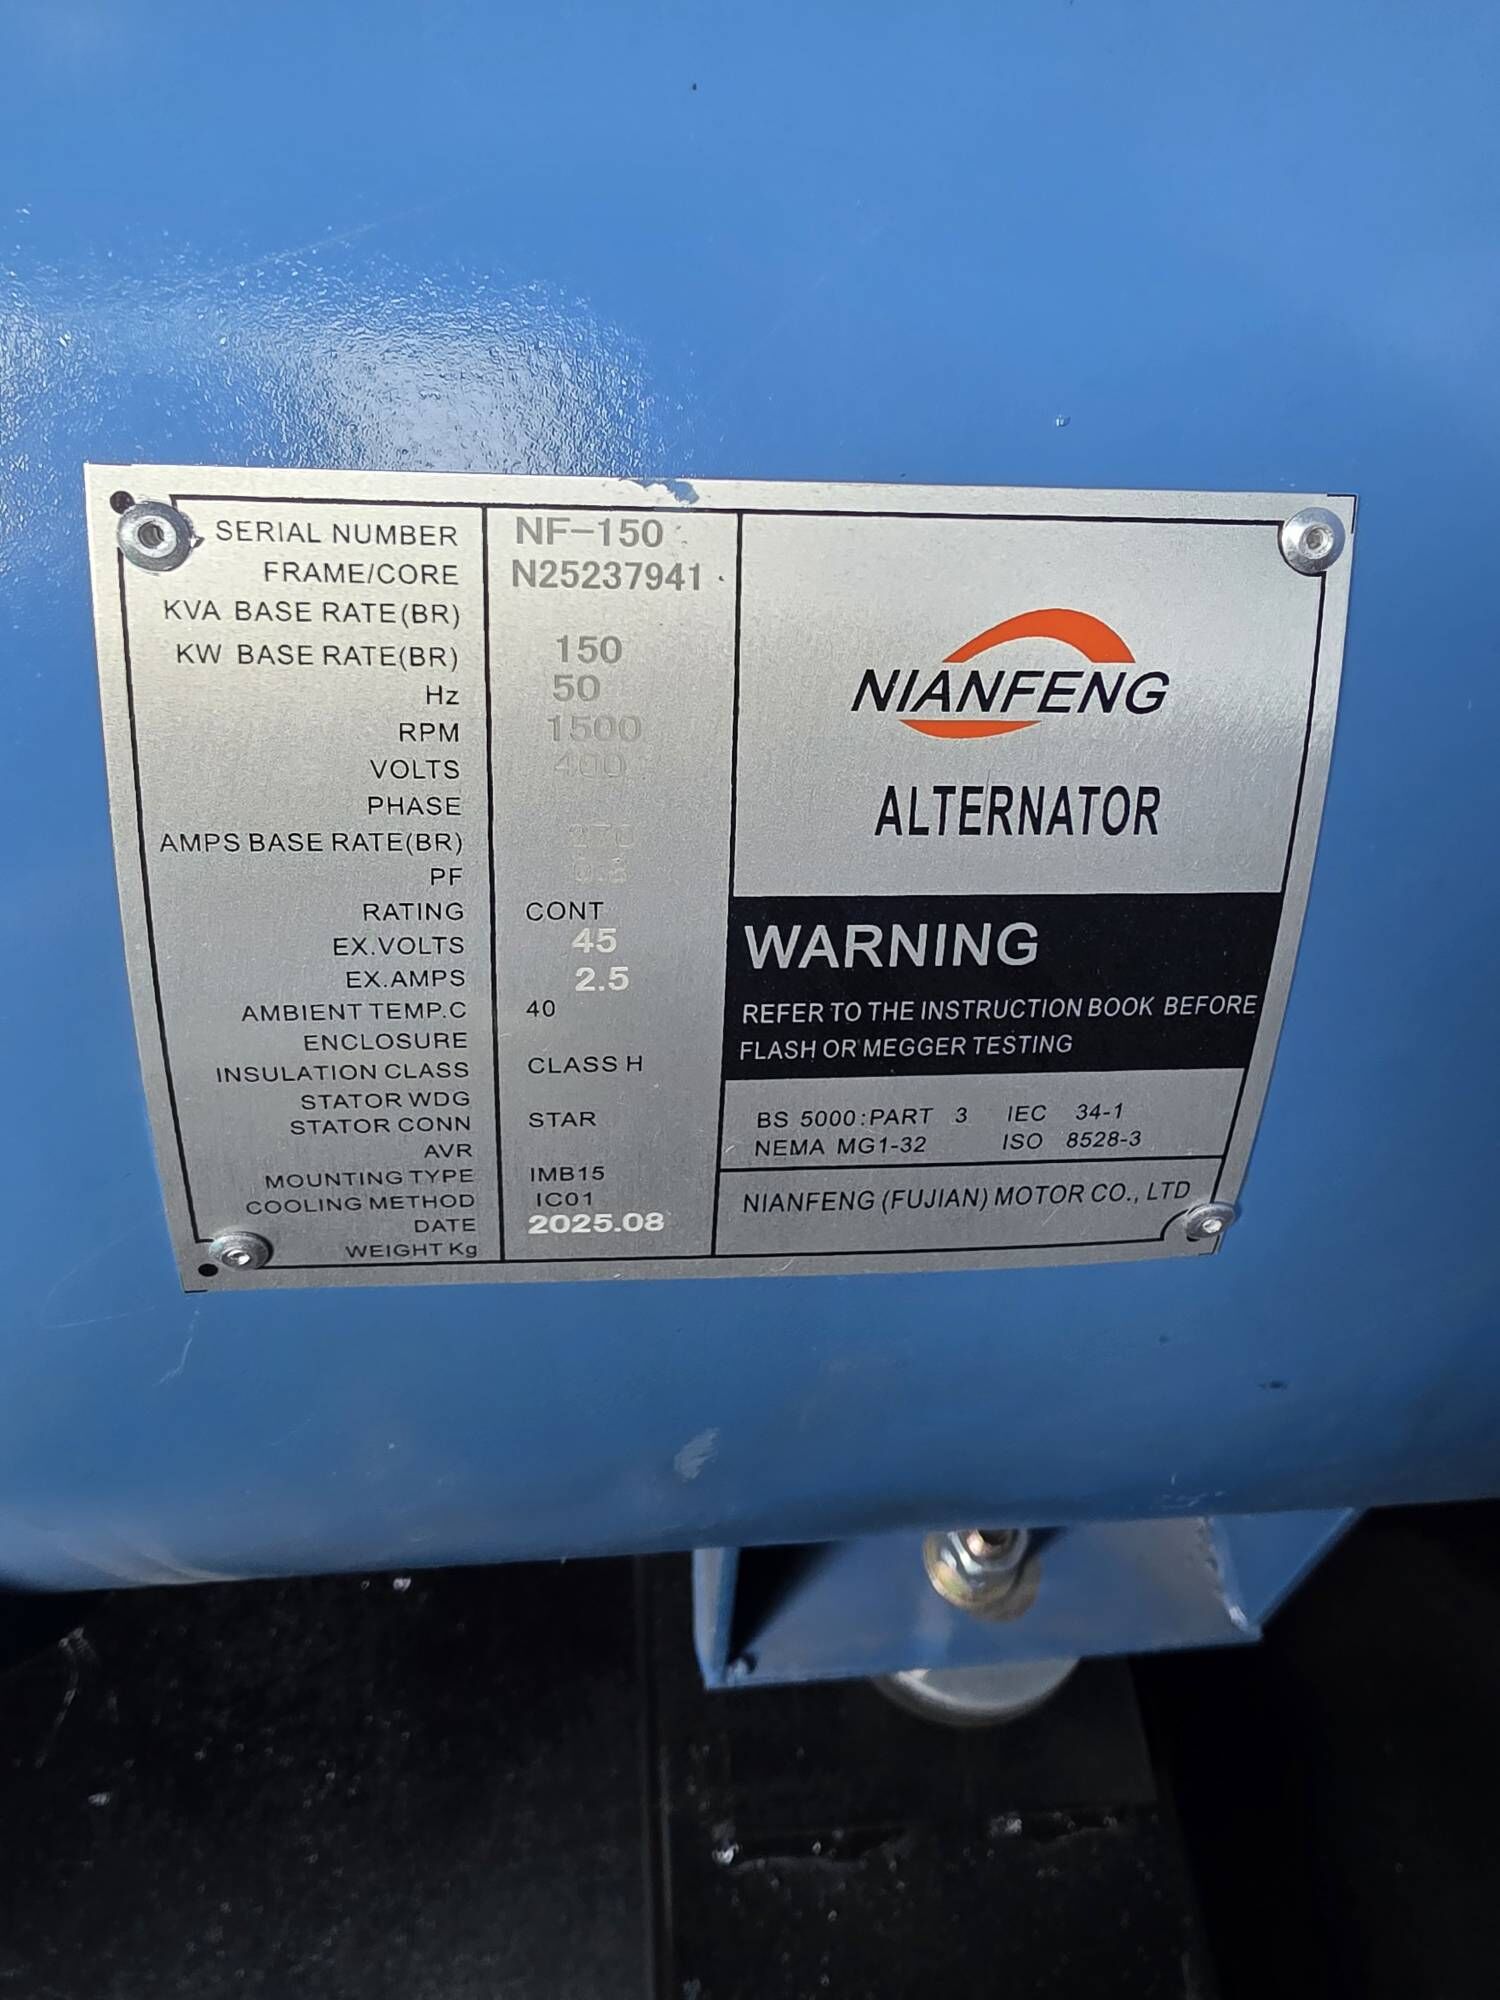 SERIAL NUMBER NF-150
FRAME/CORE N25237941
KVA BASE RATE(BR)
KW BASE RATE(BR) 150
Hz 50
RPM 1500
VOLTS 400
PHASE
AMPS BASE RATE(BR)
PF
RATING CONT
EX.VOLTS 45
EX.AMPS 2.5
AMBIENT TEMP.C 40
ENCLOSURE
INSULATION CLASS CLASS H
STATOR WDG
STATOR CONN STAR
AVR
MOUNTING TYPE IMB15
COOLING METHOD IC01
DATE 2025.08
WEIGHT Kg
NIANFENG
ALTERNATOR
WARNING
REFER TO THE INSTRUCTION BOOK BEFORE
FLASH OR MEGGER TESTING
BS 5000:PART 3 IEC 34-1
NEMA MG1-32 ISO 8528-3
NIANFENG (FUJIAN) MOTOR CO., LTD